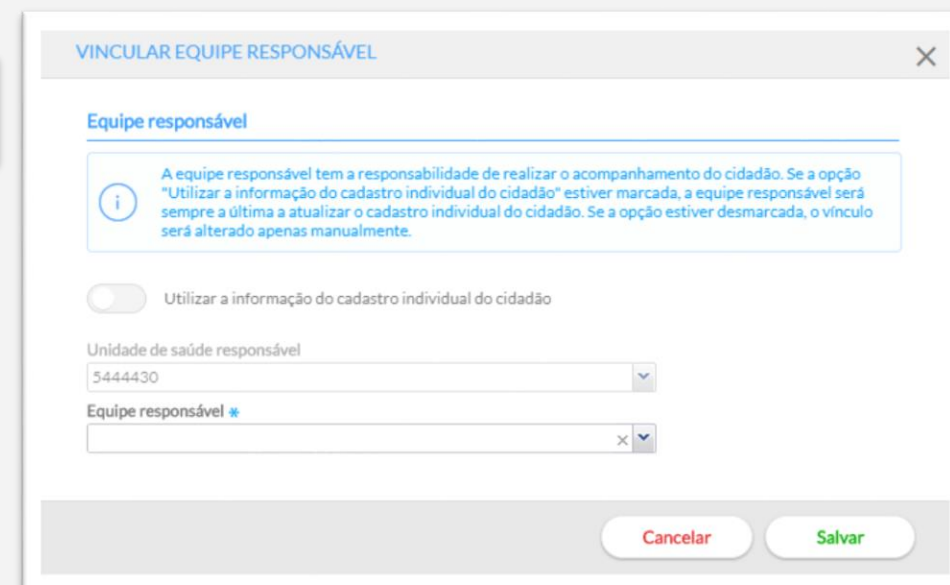 VINCULAR EQUIPE RESPONSÁVEL
Equipe responsável
A equipe responsável tem a responsabilidade de realizar o acompanhamento do cidadão. Se a opção
"Utilizar a informação do cadastro individual do cidadão" estiver marcada, a equipe responsável será
sempre a última a atualizar o cadastro individual do cidadão. Se a opção estiver desmarcada, o vínculo
será alterado apenas manualmente.
Utilizar a informação do cadastro individual do cidadão
Unidade de saúde responsável
5444430
Equipe responsável *
Cancelar Salvar